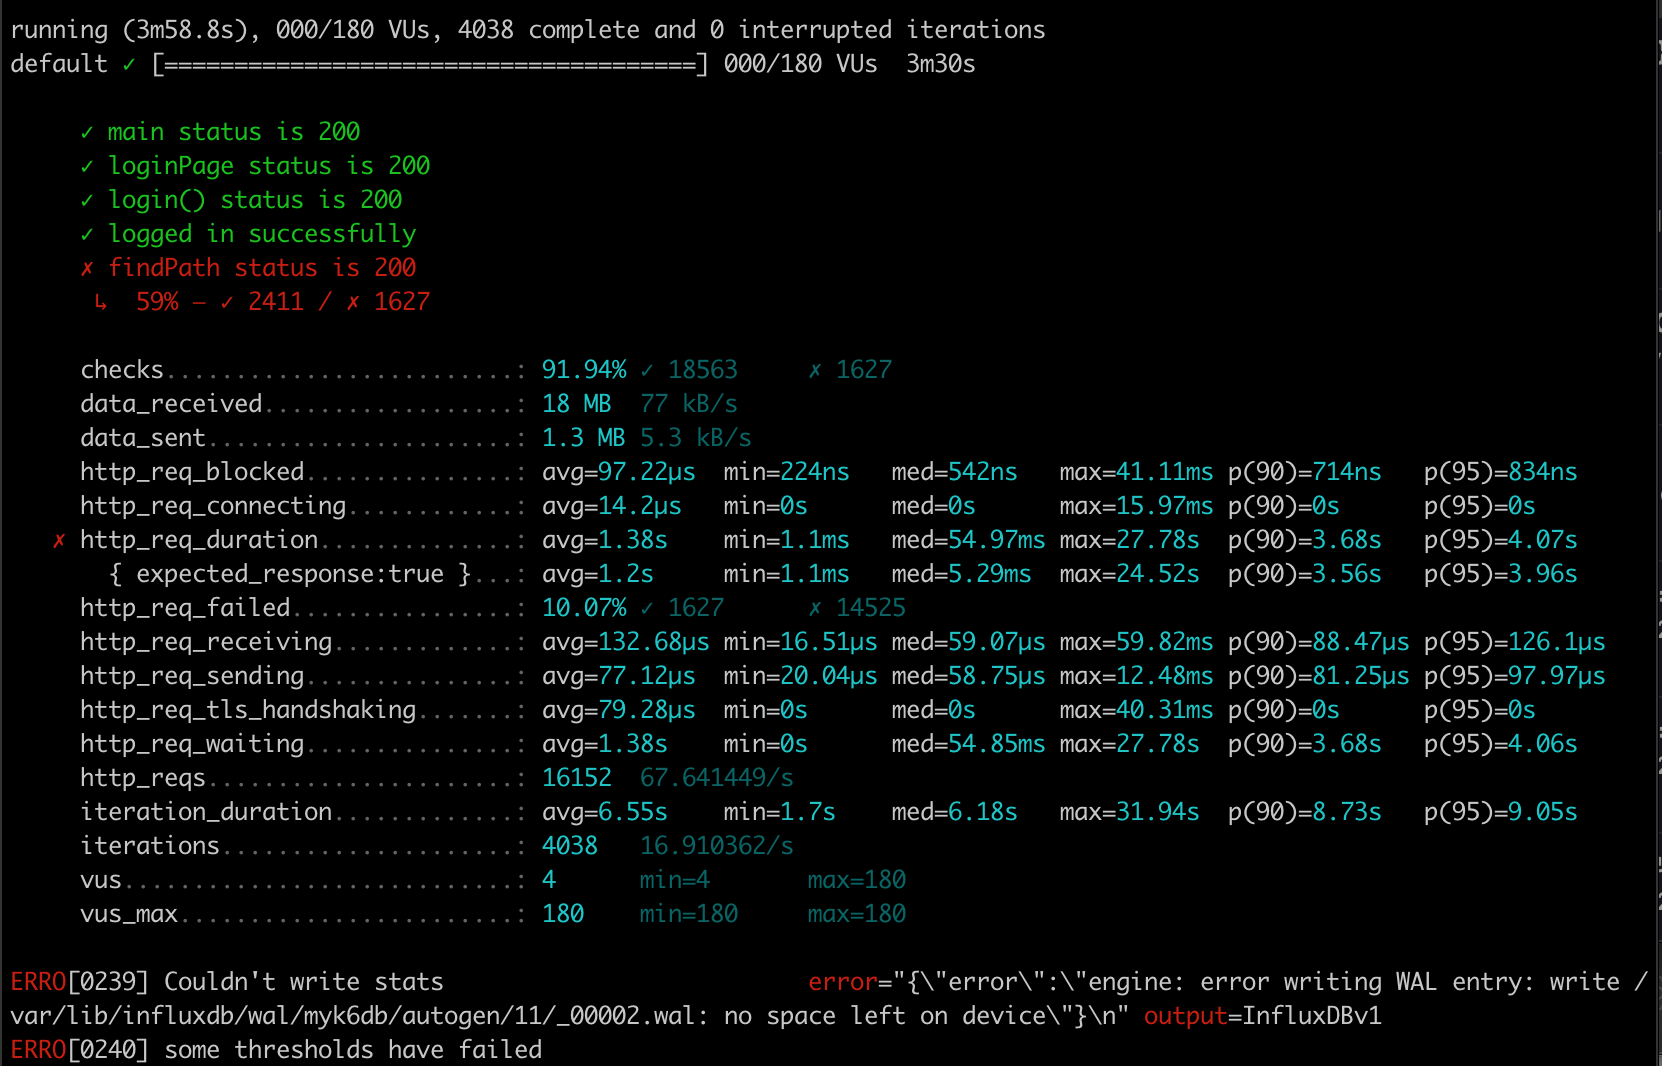 running (3m58.8s), 000/180 VUs, 4038 complete and 0 interrupted iterations
default ✓ [======================================] 000/180 VUs  3m30s
✓ main status is 200
✓ loginPage status is 200
✓ login() status is 200
✓ logged in successfully
✗ findPath status is 200
↳  59% — ✓ 2411 / ✗ 1627
checks.........................: 91.94% ✓ 18563     ✗ 1627
data_received..................: 18 MB  77 kB/s
data_sent......................: 1.3 MB 5.3 kB/s
http_req_blocked...............: avg=97.22µs  min=224ns   med=542ns   max=41.11ms p(90)=714ns   p(95)=834ns
http_req_connecting............: avg=14.2µs   min=0s      med=0s      max=15.97ms p(90)=0s      p(95)=0s
✗ http_req_duration..............: avg=1.38s    min=1.1ms   med=54.97ms max=27.78s  p(90)=3.68s   p(95)=4.07s
{ expected_response:true }...: avg=1.2s     min=1.1ms   med=5.29ms  max=24.52s  p(90)=3.56s   p(95)=3.96s
http_req_failed................: 10.07% ✓ 1627      ✗ 14525
http_req_receiving.............: avg=132.68µs min=16.51µs med=59.07µs max=59.82ms p(90)=88.47µs p(95)=126.1µs
http_req_sending...............: avg=77.12µs  min=20.04µs med=58.75µs max=12.48ms p(90)=81.25µs p(95)=97.97µs
http_req_tls_handshaking.......: avg=79.28µs  min=0s      med=0s      max=40.31ms p(90)=0s      p(95)=0s
http_req_waiting...............: avg=1.38s    min=0s      med=54.85ms max=27.78s  p(90)=3.68s   p(95)=4.06s
http_reqs......................: 16152  67.641449/s
iteration_duration.............: avg=6.55s    min=1.7s    med=6.18s   max=31.94s  p(90)=8.73s   p(95)=9.05s
iterations.....................: 4038   16.910362/s
vus............................: 4      min=4       max=180
vus_max........................: 180    min=180     max=180
ERRO[0239] Couldn't write stats                          error="{\"error\":\"engine: error writing WAL entry: write /
var/lib/influxdb/wal/myk6db/autogen/11/_00002.wal: no space left on device\"}\n" output=InfluxDBv1
ERRO[0240] some thresholds have failed